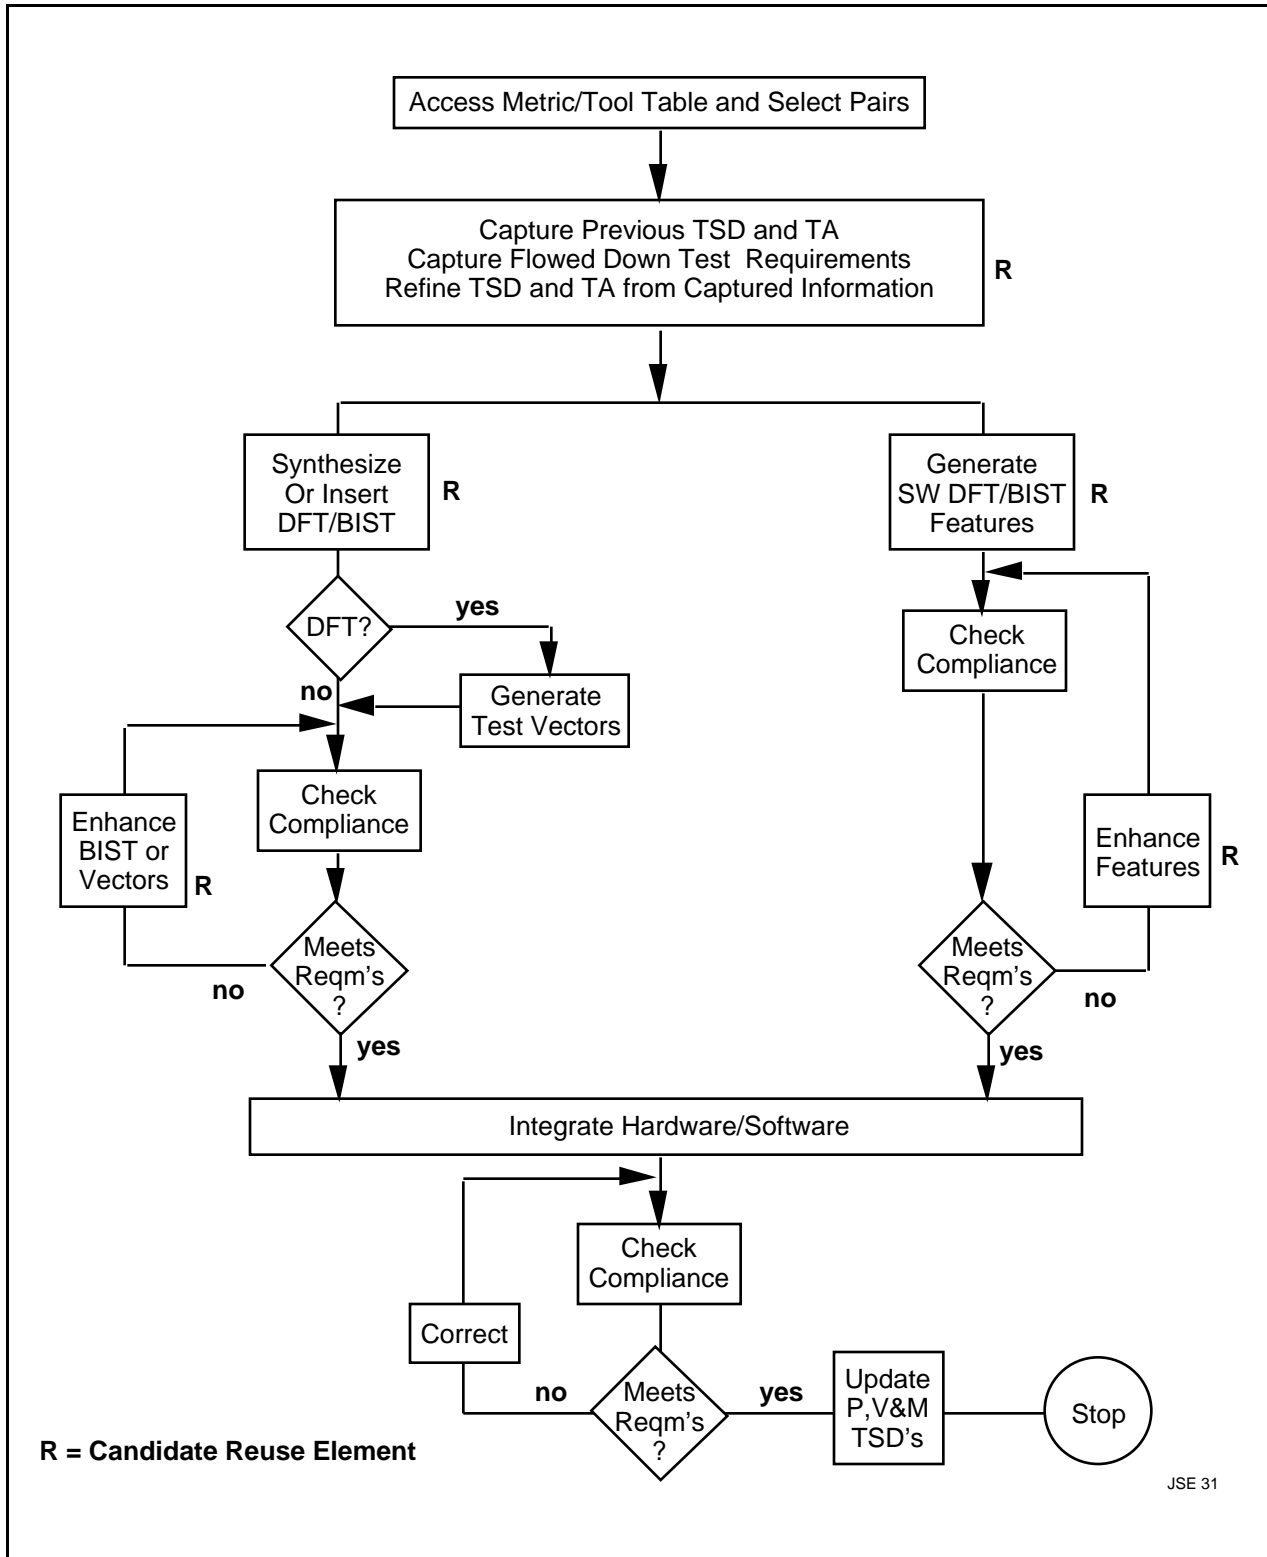 Access Metric/Tool Table and Select Pairs
Capture Previous TSD and TA
Capture Flowed Down Test Requirements
Refine TSD and TA from Captured Information
R
Synthesize
Or Insert
DFT/BIST
R
Generate
SW DFT/BIST
Features
R
DFT?
yes
no
Generate
Test Vectors
Check
Compliance
Check
Compliance
Enhance
BIST or
Vectors
R
Enhance
Features
R
Meets
Reqm's
?
no
yes
Meets
Reqm's
?
no
yes
Integrate Hardware/Software
Check
Compliance
Correct
no
Meets
Reqm's
?
yes
Update
P,V&M
TSD's
Stop
R = Candidate Reuse Element
JSE 31